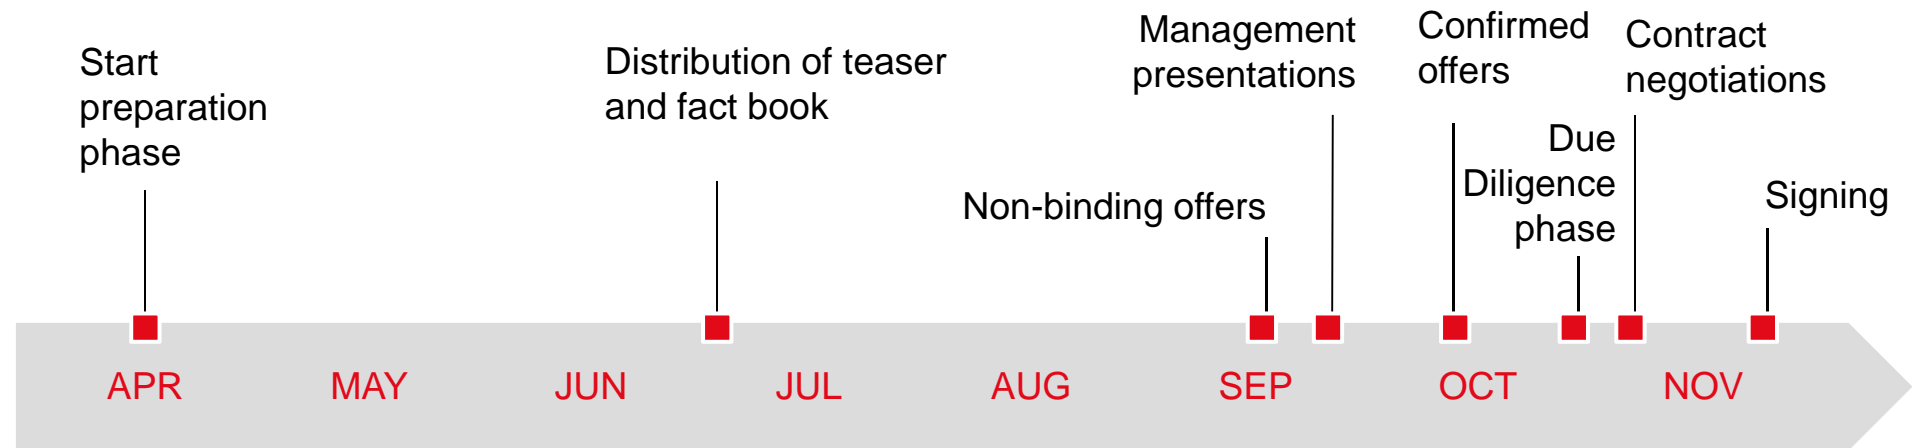 Start
preparation
phase
Distribution of teaser
and fact book
Non-binding offers
Management
presentations
Confirmed
offers
Due
Diligence
phase
Contract
negotiations
Signing
APR
MAY
JUN
JUL
AUG
SEP
OCT
NOV